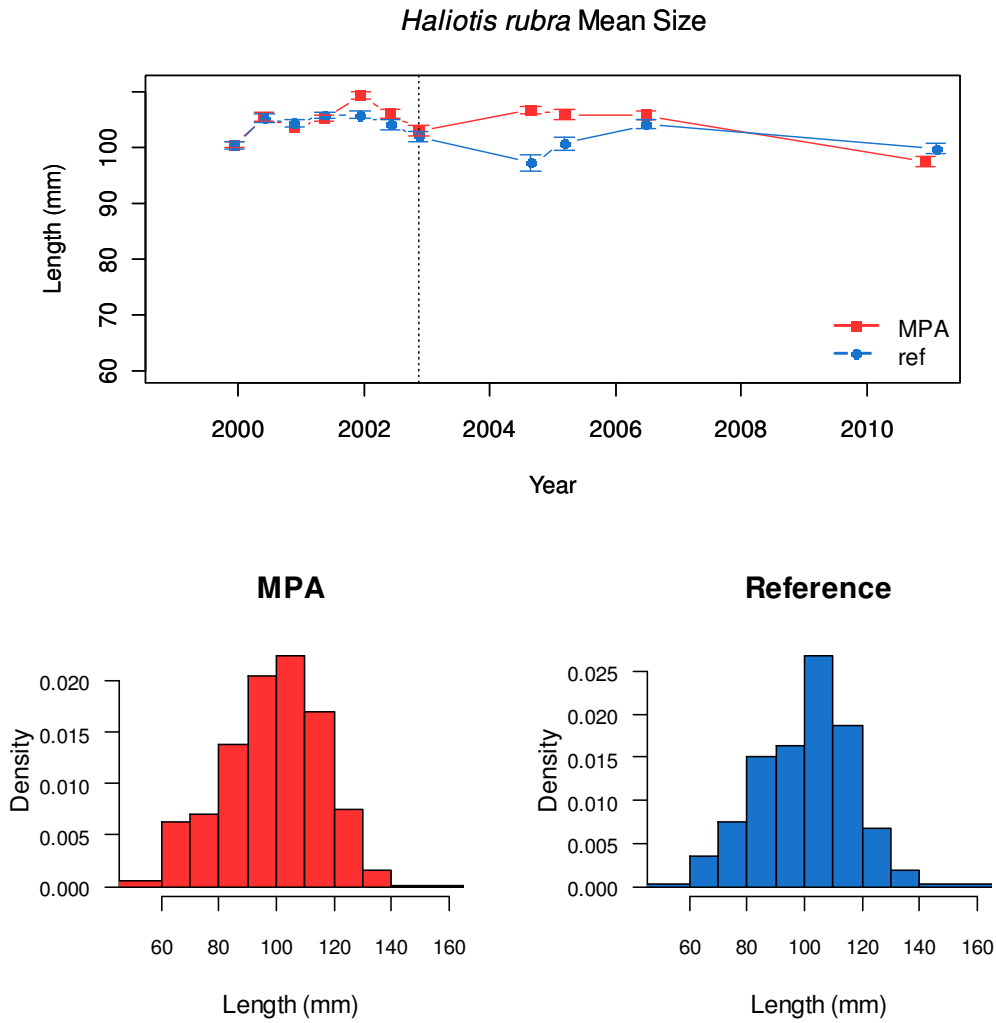 Haliotis rubra Mean Size
Length (mm)
100
90
80
70
60
MPA
ref
2000 2002 2004 2006 2008 2010
Year
MPA
Density
0.020
0.015
0.010
0.005
0.000
60 80 100 120 140 160
Length (mm)
Reference
Density
0.025
0.020
0.015
0.010
0.005
0.000
60 80 100 120 140 160
Length (mm)